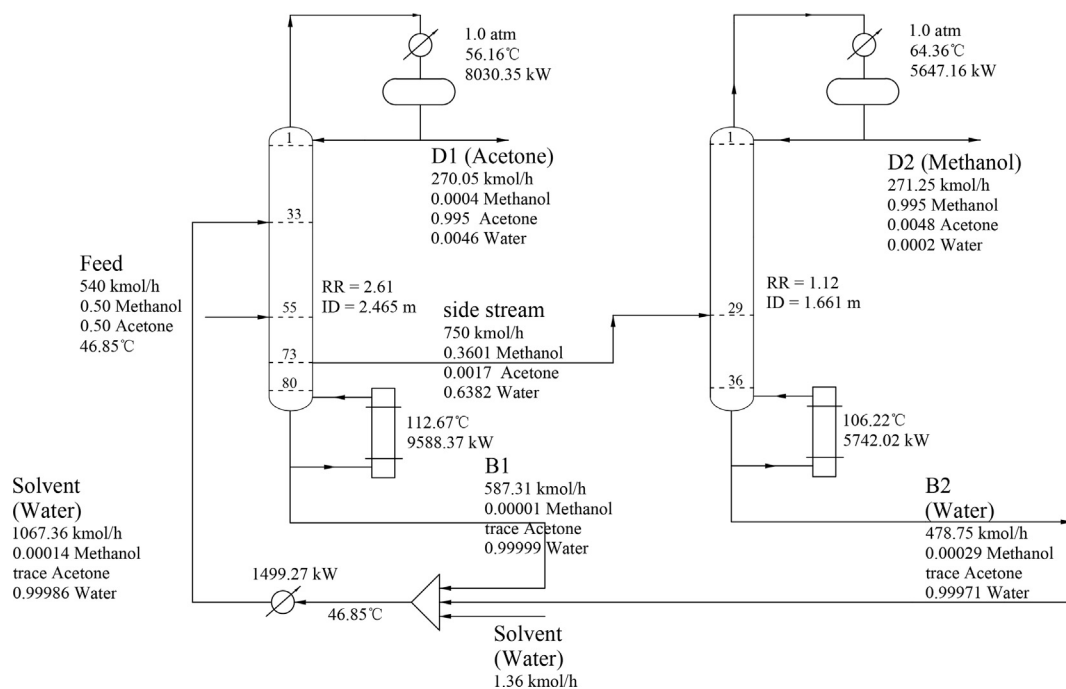 1.0 atm
56.16℃
8030.35 kW
1
D1 (Acetone)
270.05 kmol/h
0.0004 Methanol
0.995 Acetone
0.0046 Water
33
Feed
540 kmol/h
0.50 Methanol
0.50 Acetone
46.85℃
55
RR = 2.61
ID = 2.465 m
73
80
side stream
750 kmol/h
0.3601 Methanol
0.0017 Acetone
0.6382 Water
112.67℃
9588.37 kW
B1
587.31 kmol/h
0.00001 Methanol
trace Acetone
0.99999 Water
1.0 atm
64.36℃
5647.16 kW
1
D2 (Methanol)
271.25 kmol/h
0.995 Methanol
0.0048 Acetone
0.0002 Water
RR = 1.12
ID = 1.661 m
29
36
106.22℃
5742.02 kW
B2
(Water)
478.75 kmol/h
0.00029 Methanol
trace Acetone
0.99971 Water
Solvent
(Water)
1067.36 kmol/h
0.00014 Methanol
trace Acetone
0.99986 Water
1499.27 kW
46.85℃
Solvent
(Water)
1.36 kmol/h